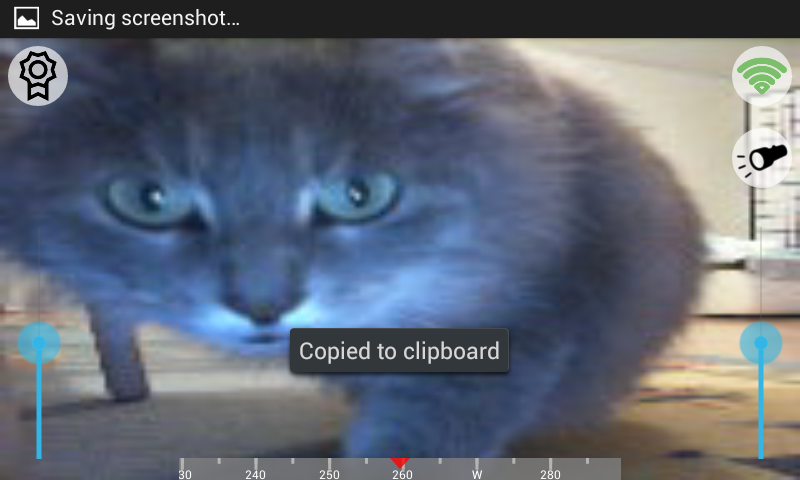 Saving screenshot...
Copied to clipboard
30 240 250 260 W 280